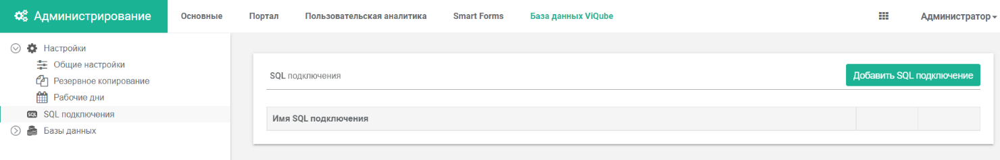 Администрирование
Основные
Портал
Пользовательская аналитика
Smart Forms
База данных ViQube
Администратор
Настройки
Общие настройки
Резервное копирование
Рабочие дни
SQL
SQL подключения
Базы данных
SQL подключения
Добавить SQL подключение
Имя SQL подключения